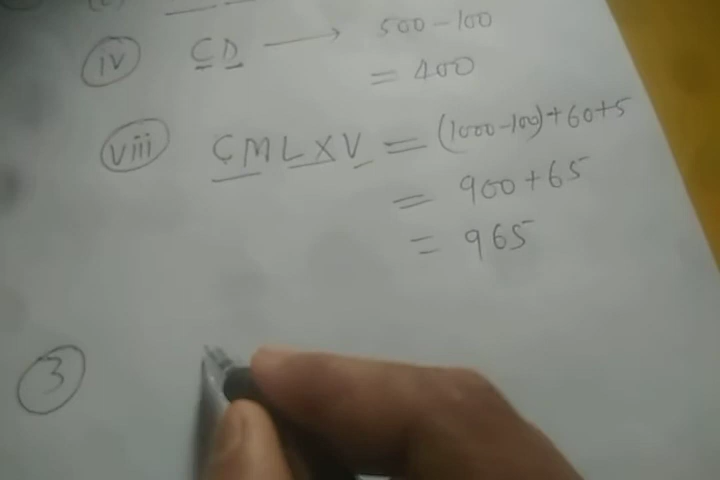 iv CD → 500-100
= 400
viii CMLXV = (1000-100)+60+5
= 900+65
= 965
3